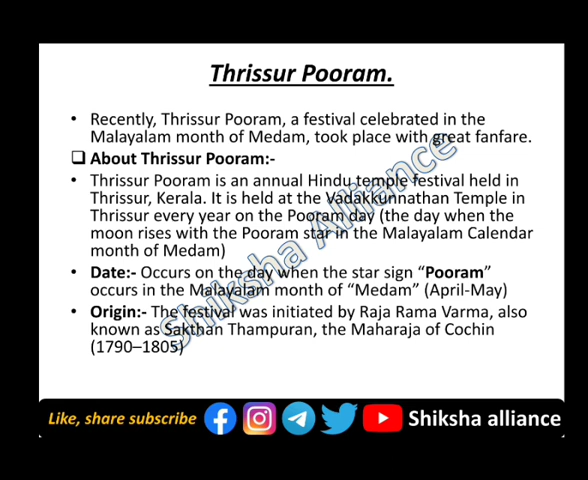 Thrissur Pooram.
• Recently, Thrissur Pooram, a festival celebrated in the
Malayalam month of Medam, took place with great fanfare.
❑ About Thrissur Pooram:-
• Thrissur Pooram is an annual Hindu temple festival held in
Thrissur, Kerala. It is held at the Vadakkunnathan Temple in
Thrissur every year on the Pooram day (the day when the
moon rises with the Pooram star in the Malayalam Calendar
month of Medam)
• Date:- Occurs on the day when the star sign “Pooram”
occurs in the Malayalam month of “Medam” (April-May)
• Origin:- The festival was initiated by Raja Rama Varma, also
known as Sakthan Thampuran, the Maharaja of Cochin
(1790–1805)
Shiksha Alliance
Like, share subscribe Shiksha alliance